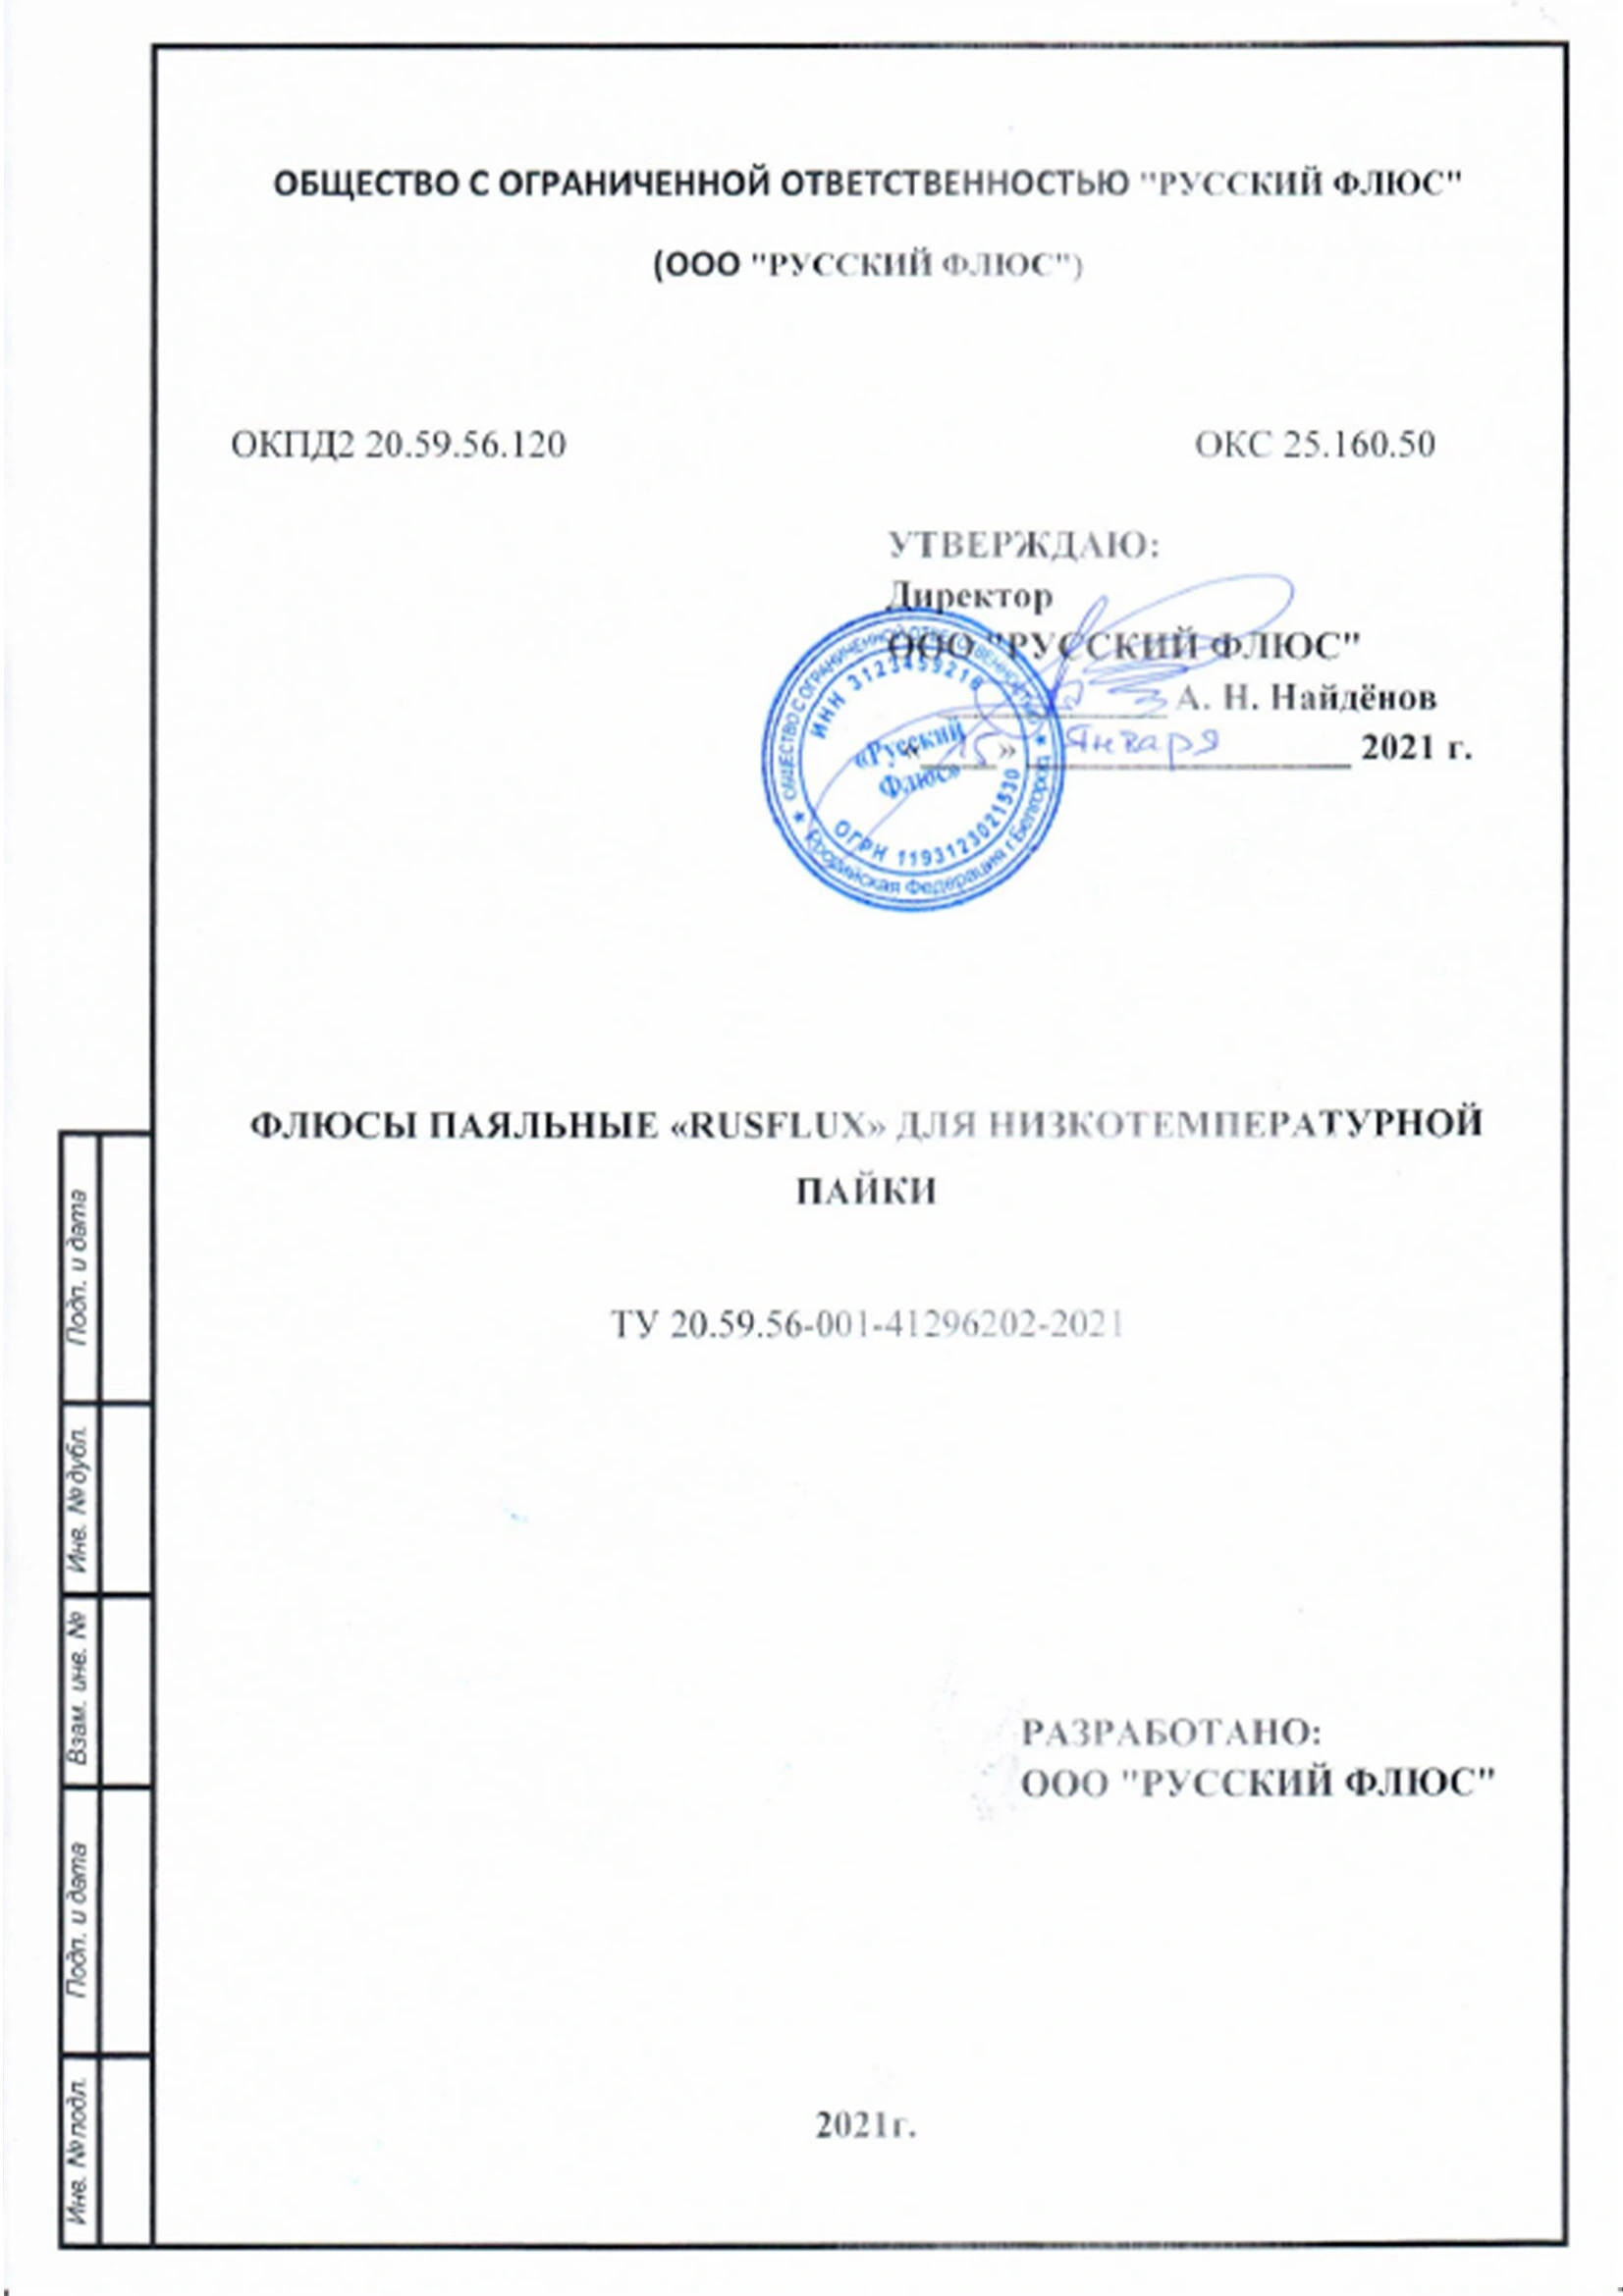 ОБЩЕСТВО С ОГРАНИЧЕННОЙ ОТВЕТСТВЕННОСТЬЮ "РУССКИЙ ФЛЮС"
(ООО "РУССКИЙ ФЛЮС")
ОКПД2 20.59.56.120
ОКС 25.160.50
УТВЕРЖДАЮ:
Директор
ООО "РУССКИЙ ФЛЮС"
А. Н. Найдёнов
« 15 » января 2021 г.
ОБЩЕСТВО С ОГРАНИЧЕННОЙ ОТВЕТСТВЕННОСТЬЮ
ИНН 3123459216
«Русский
Флюс»
ОГРН 1193123021530
★ Российская Федерация г.Белгород ★
ФЛЮСЫ ПАЯЛЬНЫЕ «RUSFLUX» ДЛЯ НИЗКОТЕМПЕРАТУРНОЙ
ПАЙКИ
ТУ 20.59.56-001-41296202-2021
РАЗРАБОТАНО:
ООО "РУССКИЙ ФЛЮС"
2021г.
Подп. и дата
Инв. № дубл.
Взам. инв. №
Подп. и дата
Инв. № подл.